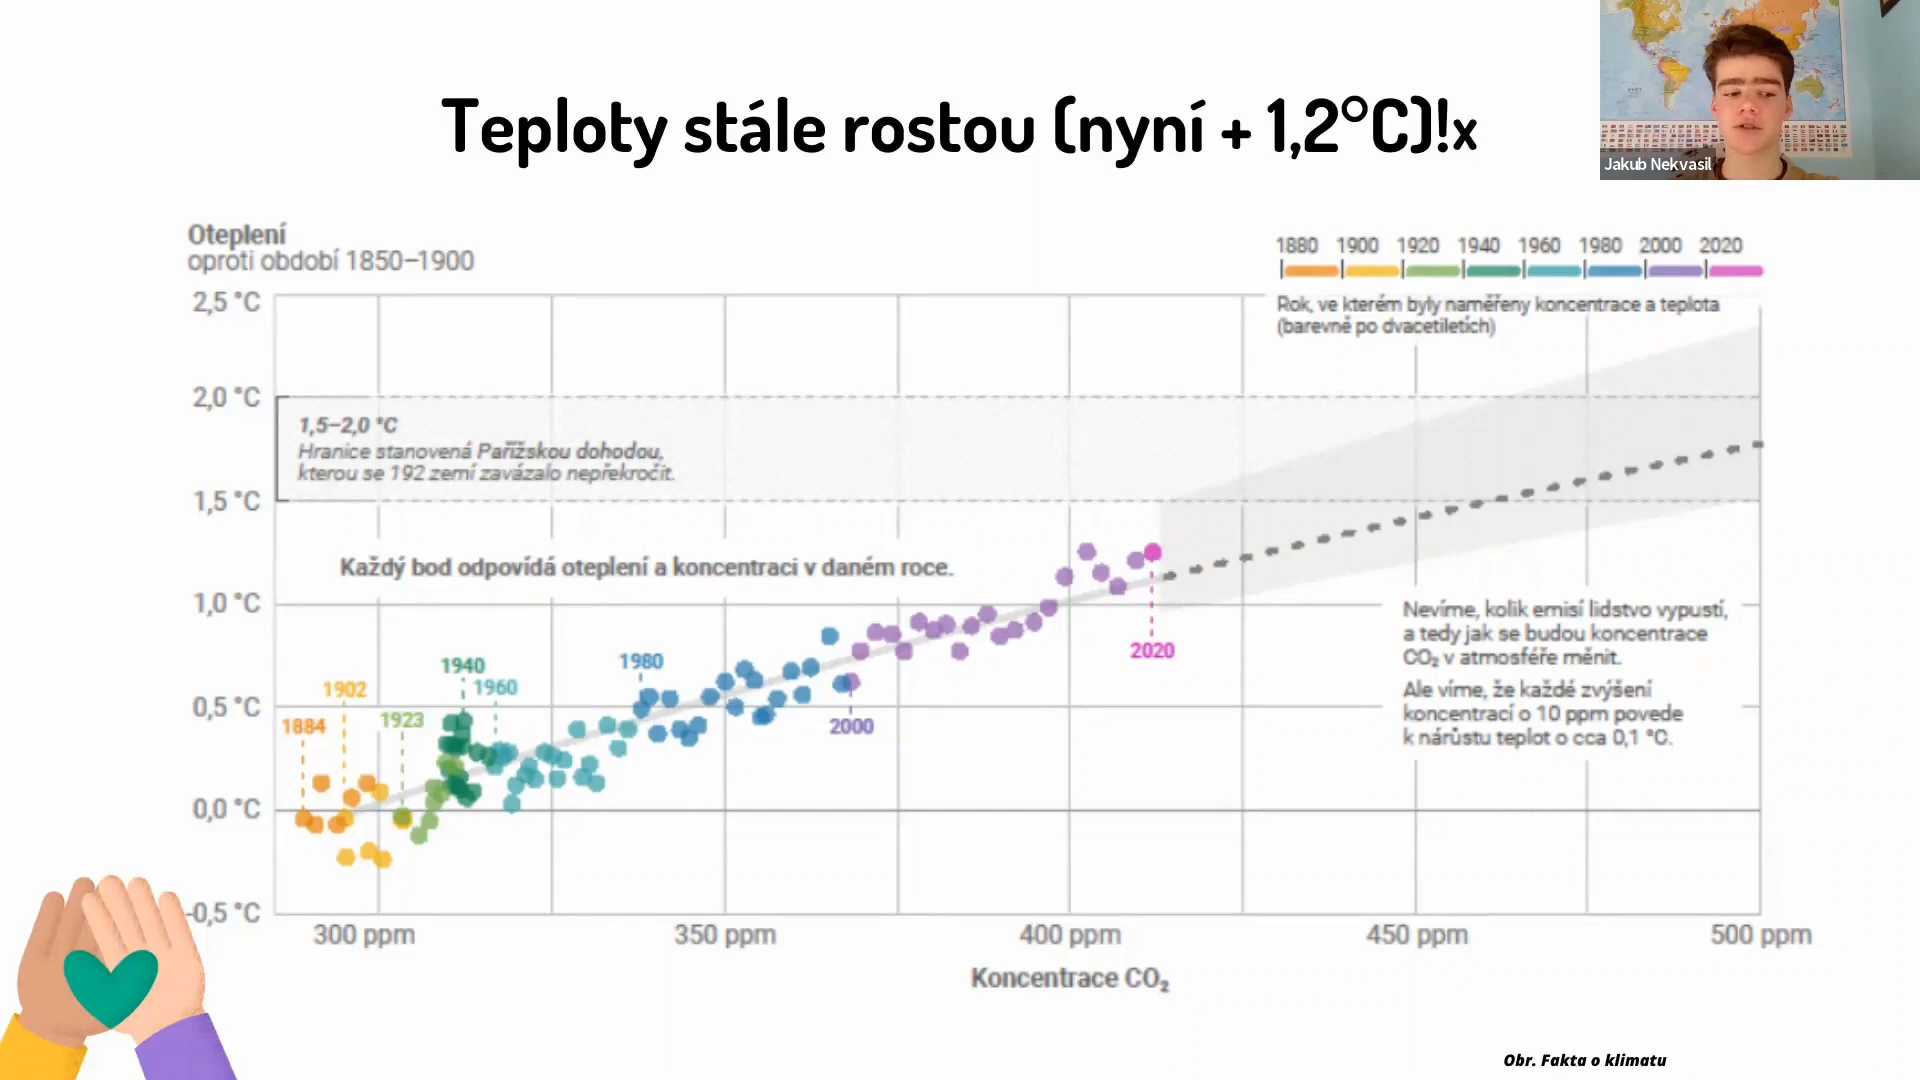 Teploty stále rostou (nyní + 1,2°C)!x
Jakub Nekvasil
Oteplení
oproti období 1850–1900
1880 1900 1920 1940 1960 1980 2000 2020
Rok, ve kterém byly naměřeny koncentrace a teplota
(barevně po dvacetiletích)
2,5 °C
2,0 °C
1,5–2,0 °C
Hranice stanovená Pařížskou dohodou,
kterou se 192 zemí zavázalo nepřekročit.
1,5 °C
Každý bod odpovídá oteplení a koncentraci v daném roce.
1,0 °C
Nevíme, kolik emisí lidstvo vypustí,
a tedy jak se budou koncentrace
CO₂ v atmosféře měnit.
Ale víme, že každé zvýšení
koncentrací o 10 ppm povede
k nárůstu teplot o cca 0,1 °C.
2020
1980
1940
1960
1902
1923
1884
2000
0,5 °C
0,0 °C
-0,5 °C
300 ppm 350 ppm 400 ppm 450 ppm 500 ppm
Koncentrace CO₂
Obr. Fakta o klimatu